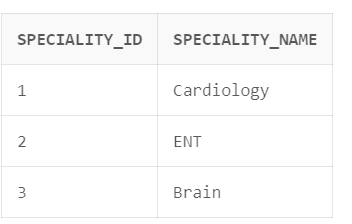 SPECIALITY_ID SPECIALITY_NAME
1 Cardiology
2 ENT
3 Brain